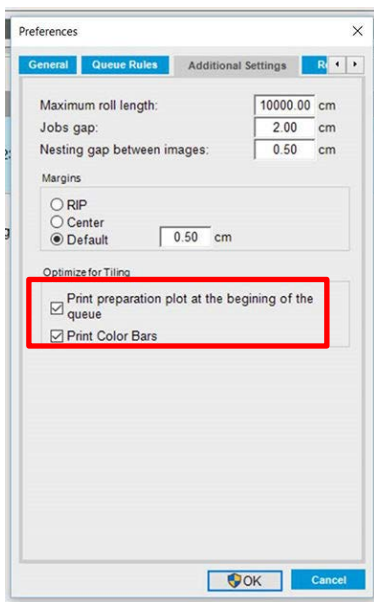 Preferences
General Queue Rules Additional Settings
Maximum roll length: 10000.00 cm
Jobs gap: 2.00 cm
Nesting gap between images: 0.50 cm
Margins
RIP
Center
Default 0.50 cm
Optimize for Tiling
Print preparation plot at the begining of the
queue
Print Color Bars
OK Cancel